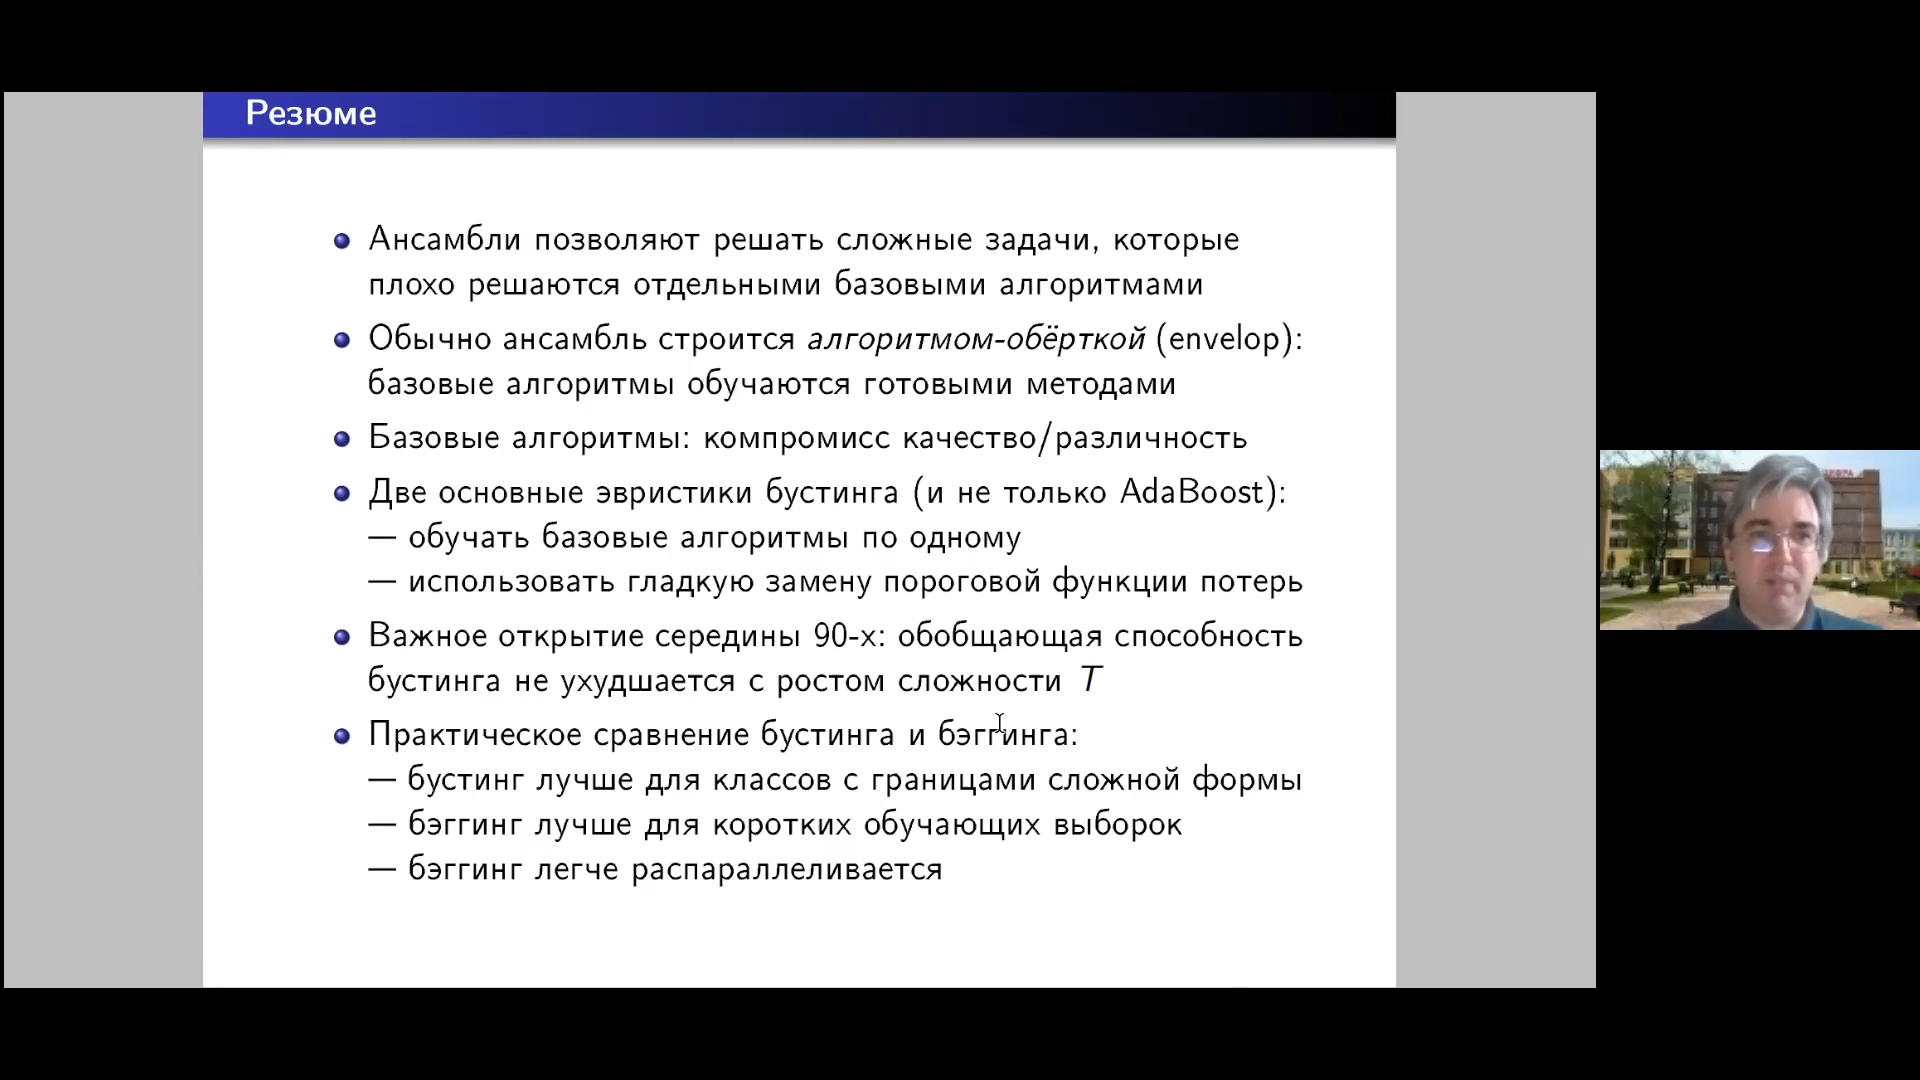 Резюме
Ансамбли позволяют решать сложные задачи, которые
плохо решаются отдельными базовыми алгоритмами
Обычно ансамбль строится алгоритмом-обёрткой (envelop):
базовые алгоритмы обучаются готовыми методами
Базовые алгоритмы: компромисс качество/различность
Две основные эвристики бустинга (и не только AdaBoost):
— обучать базовые алгоритмы по одному
— использовать гладкую замену пороговой функции потерь
Важное открытие середины 90-х: обобщающая способность
бустинга не ухудшается с ростом сложности T
Практическое сравнение бустинга и бэггинга:
— бустинг лучше для классов с границами сложной формы
— бэггинг лучше для коротких обучающих выборок
— бэггинг легче распараллеливается